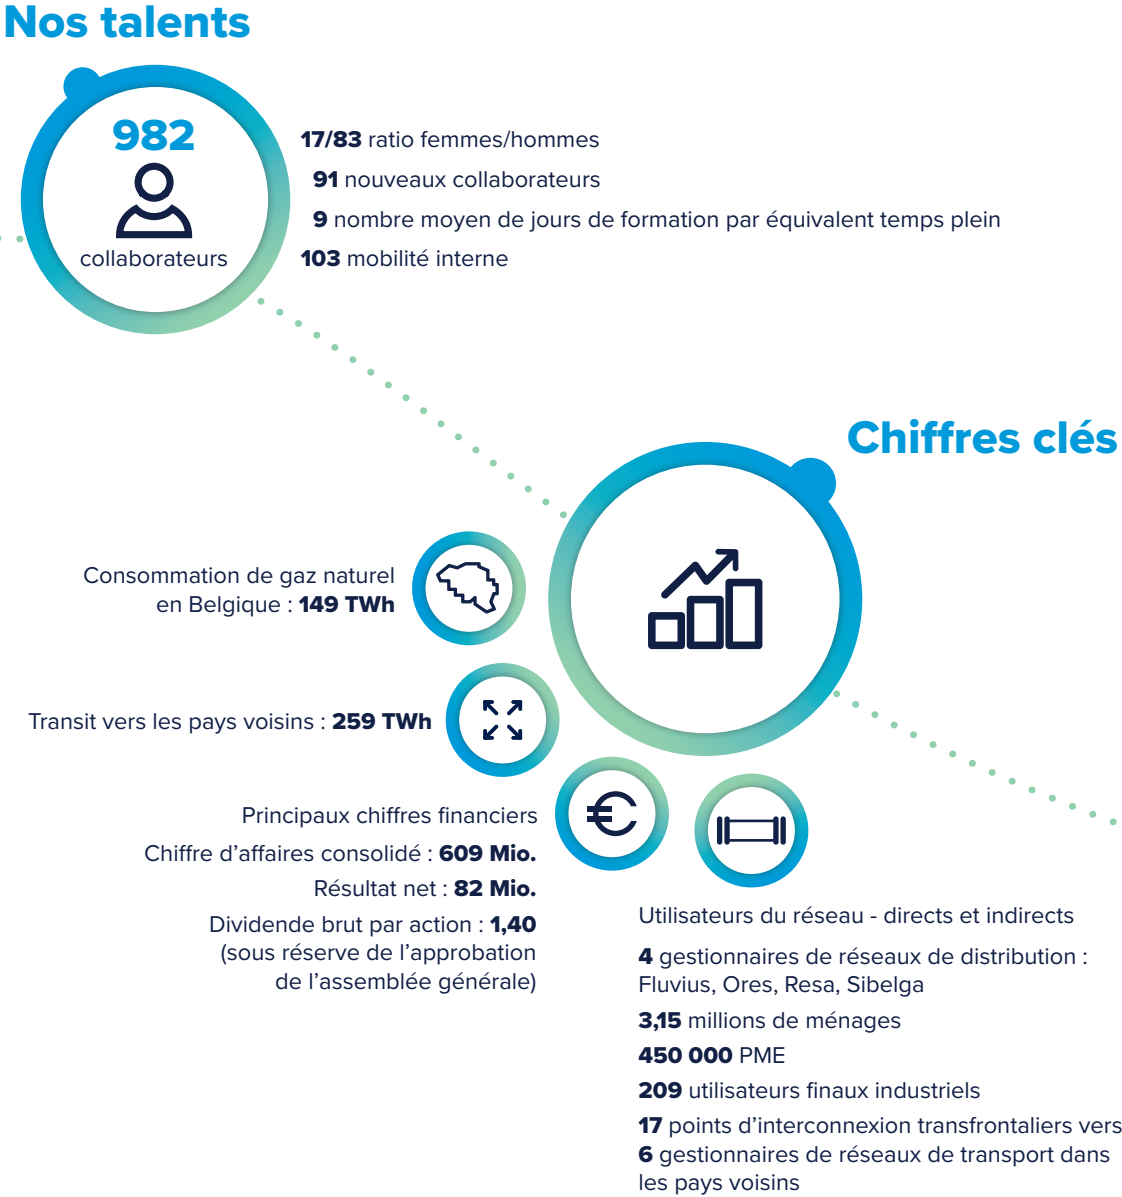 Nos talents
982
collaborateurs
17/83 ratio femmes/hommes
91 nouveaux collaborateurs
9 nombre moyen de jours de formation par équivalent temps plein
103 mobilité interne
Chiffres clés
Consommation de gaz naturel
en Belgique : 149 TWh
Transit vers les pays voisins : 259 TWh
Principaux chiffres financiers
Chiffre d’affaires consolidé : 609 Mio.
Résultat net : 82 Mio.
Dividende brut par action : 1,40
(sous réserve de l’approbation
de l’assemblée générale)
Utilisateurs du réseau - directs et indirects
4 gestionnaires de réseaux de distribution :
Fluvius, Ores, Resa, Sibelga
3,15 millions de ménages
450 000 PME
209 utilisateurs finaux industriels
17 points d’interconnexion transfrontaliers vers
6 gestionnaires de réseaux de transport dans
les pays voisins